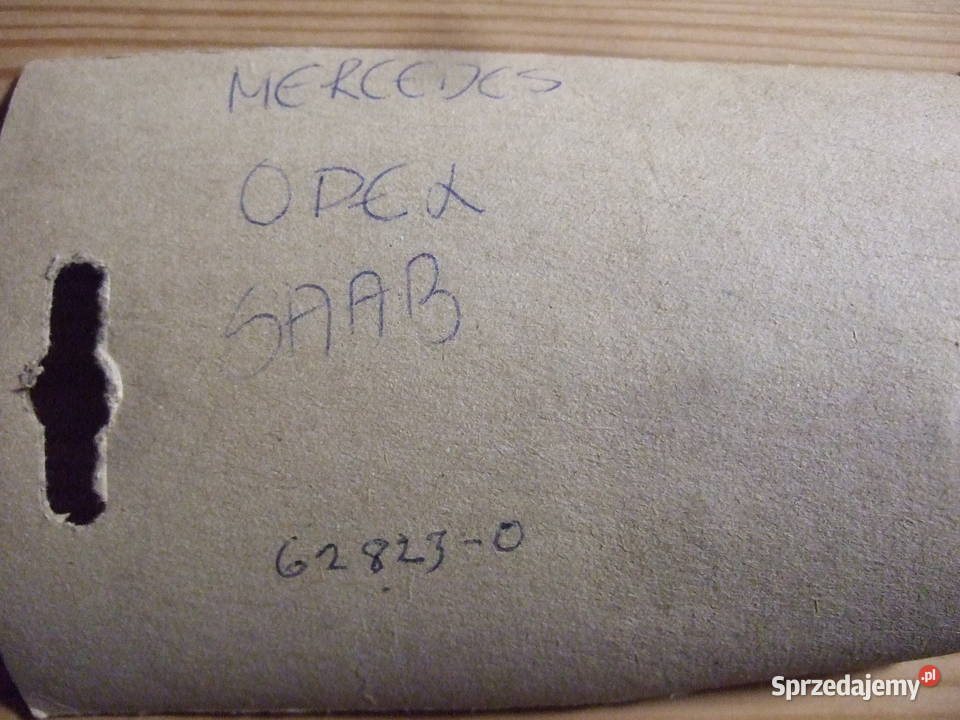 MERCEDES
OPEL
SAAB
62823-0
Sprzedajemy.pl